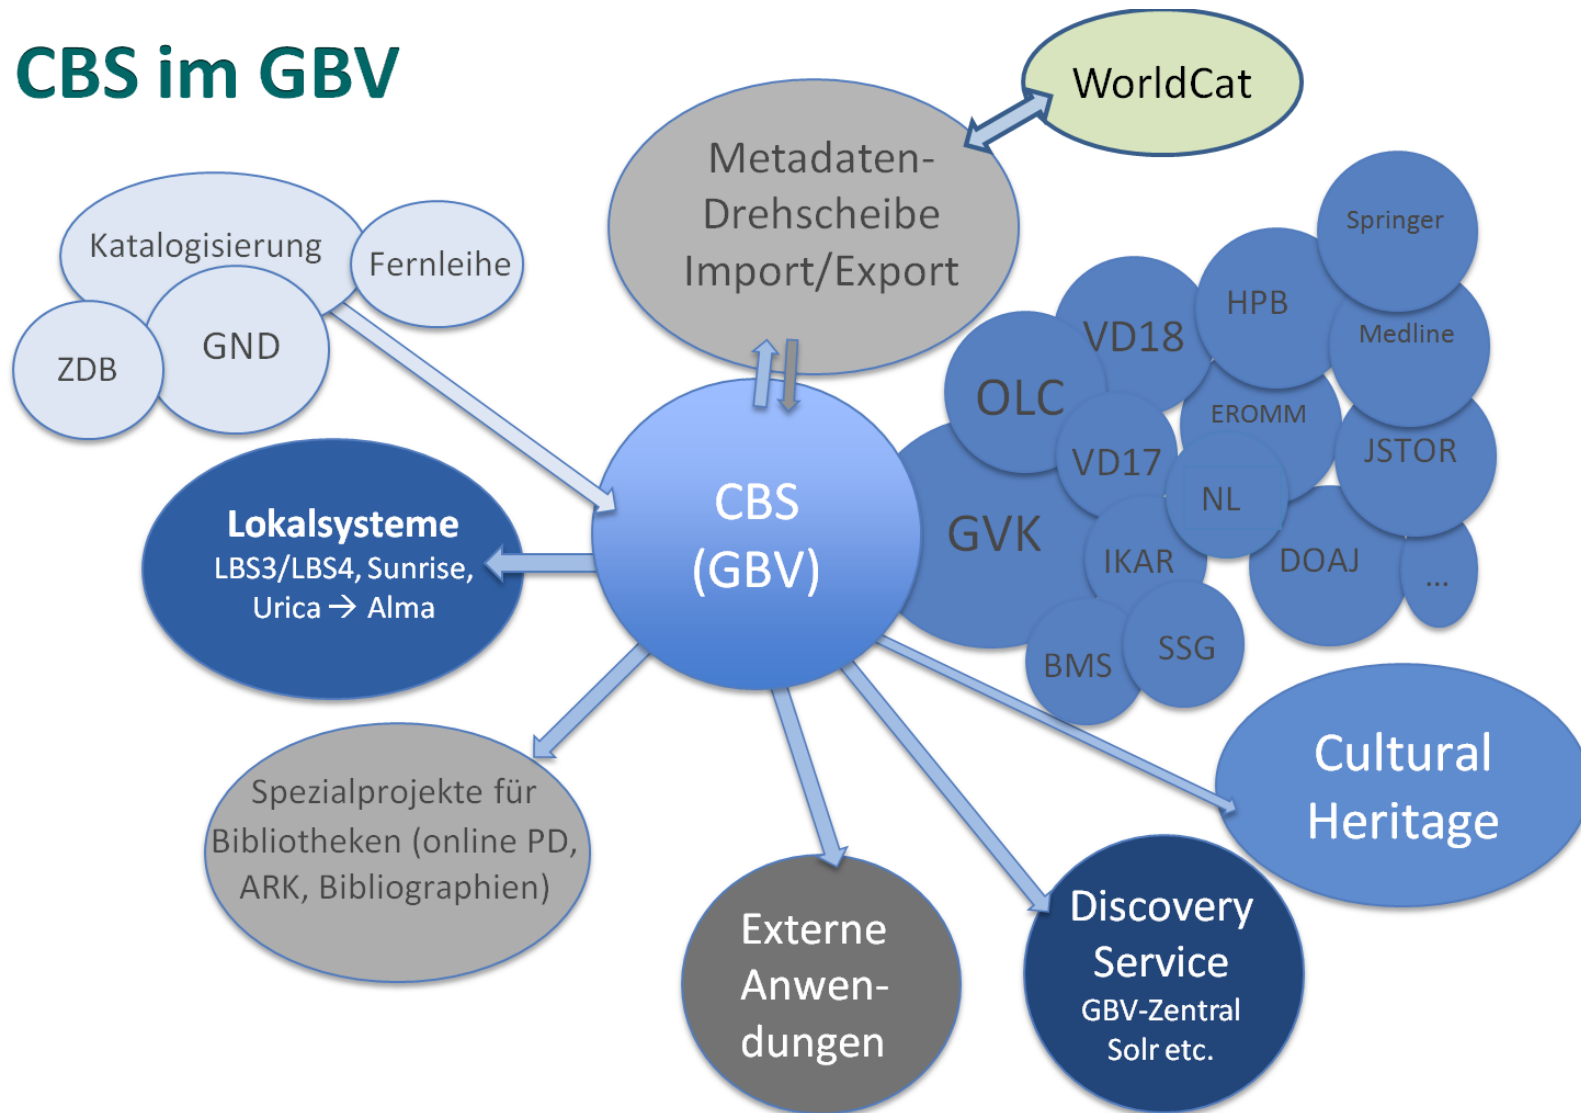 CBS im GBV
WorldCat
Metadaten-
Drehscheibe
Import/Export
Katalogisierung
Fernleihe
GND
ZDB
Springer
HPB
Medline
VD18
OLC
EROMM
JSTOR
VD17
NL
GVK
IKAR
DOAJ
...
BMS
SSG
CBS
(GBV)
Lokalsysteme
LBS3/LBS4, Sunrise,
Urica → Alma
Spezialprojekte für
Bibliotheken (online PD,
ARK, Bibliographien)
Externe
Anwen-
dungen
Discovery
Service
GBV-Zentral
Solr etc.
Cultural
Heritage